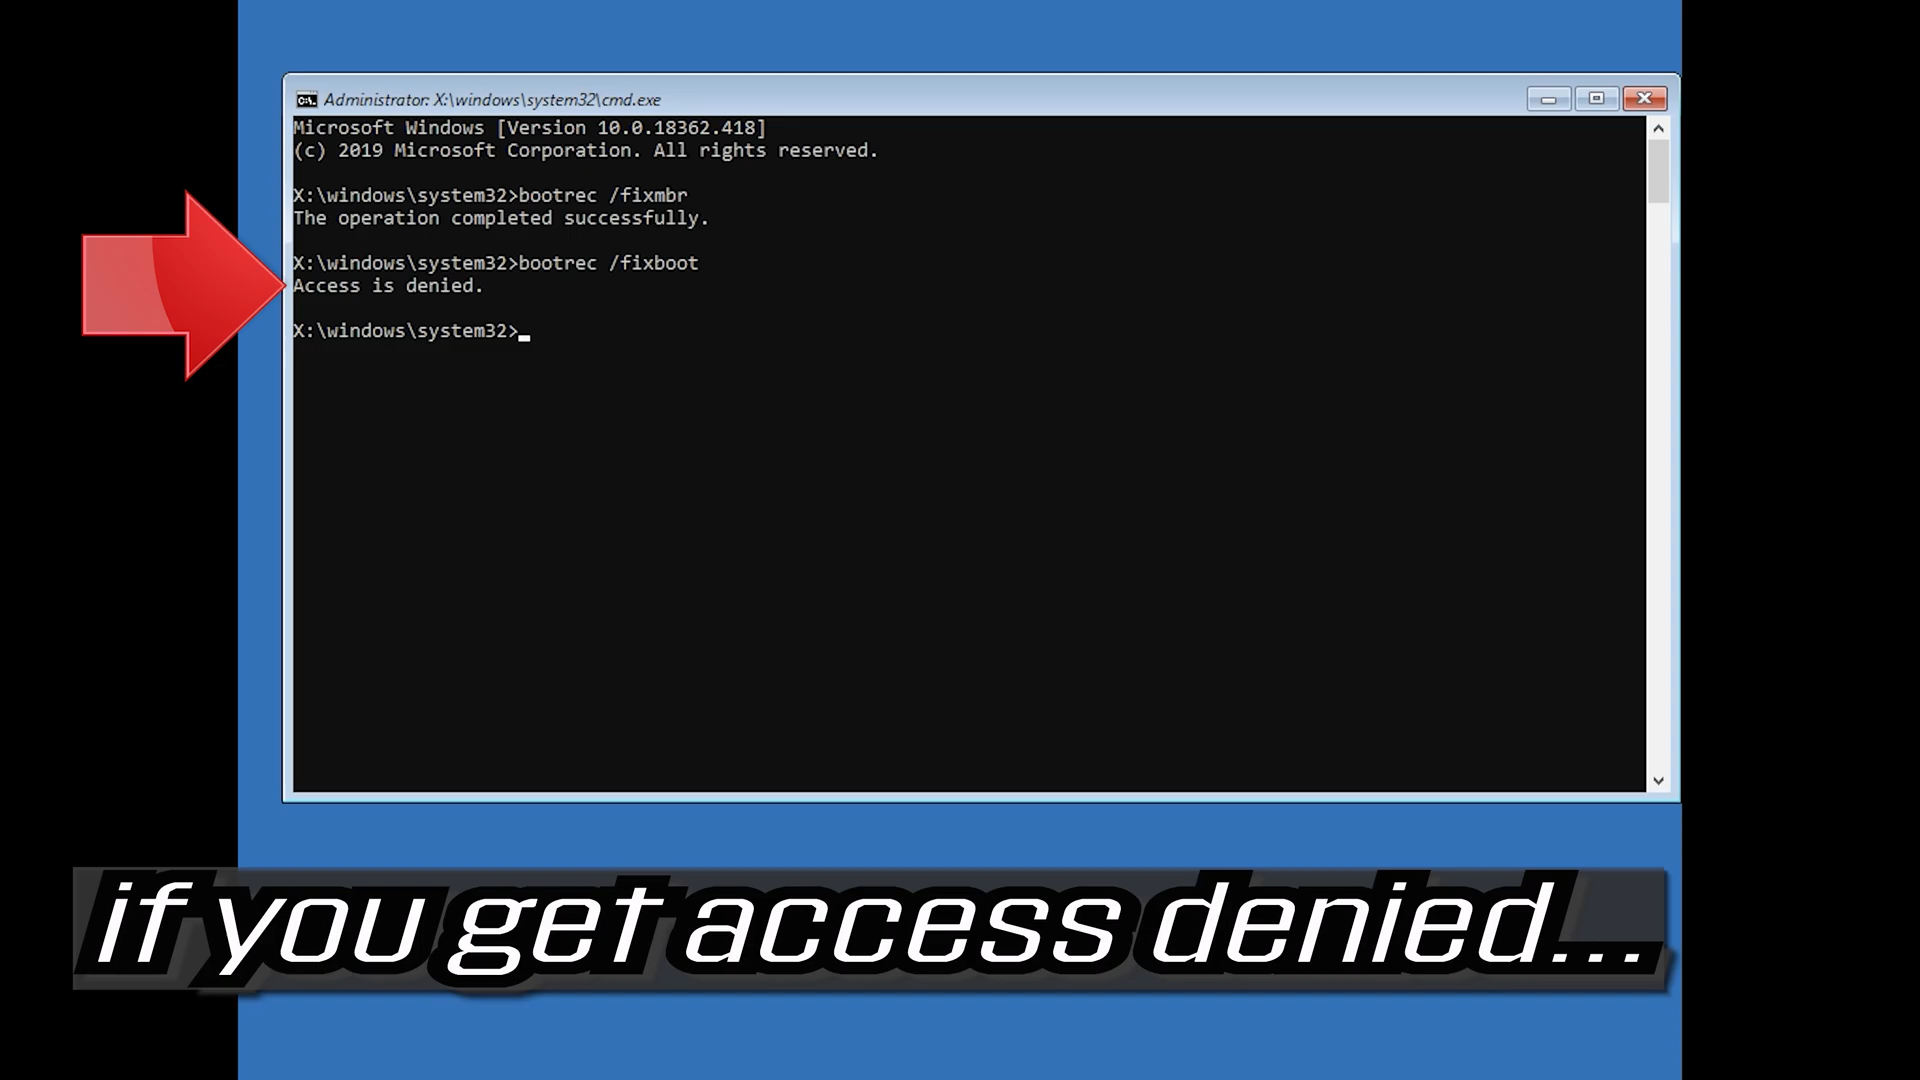 Administrator: X:\windows\system32\cmd.exe
Microsoft Windows [Version 10.0.18362.418]
(c) 2019 Microsoft Corporation. All rights reserved.
X:\windows\system32>bootrec /fixmbr
The operation completed successfully.
X:\windows\system32>bootrec /fixboot
Access is denied.
X:\windows\system32>_
if you get access denied...